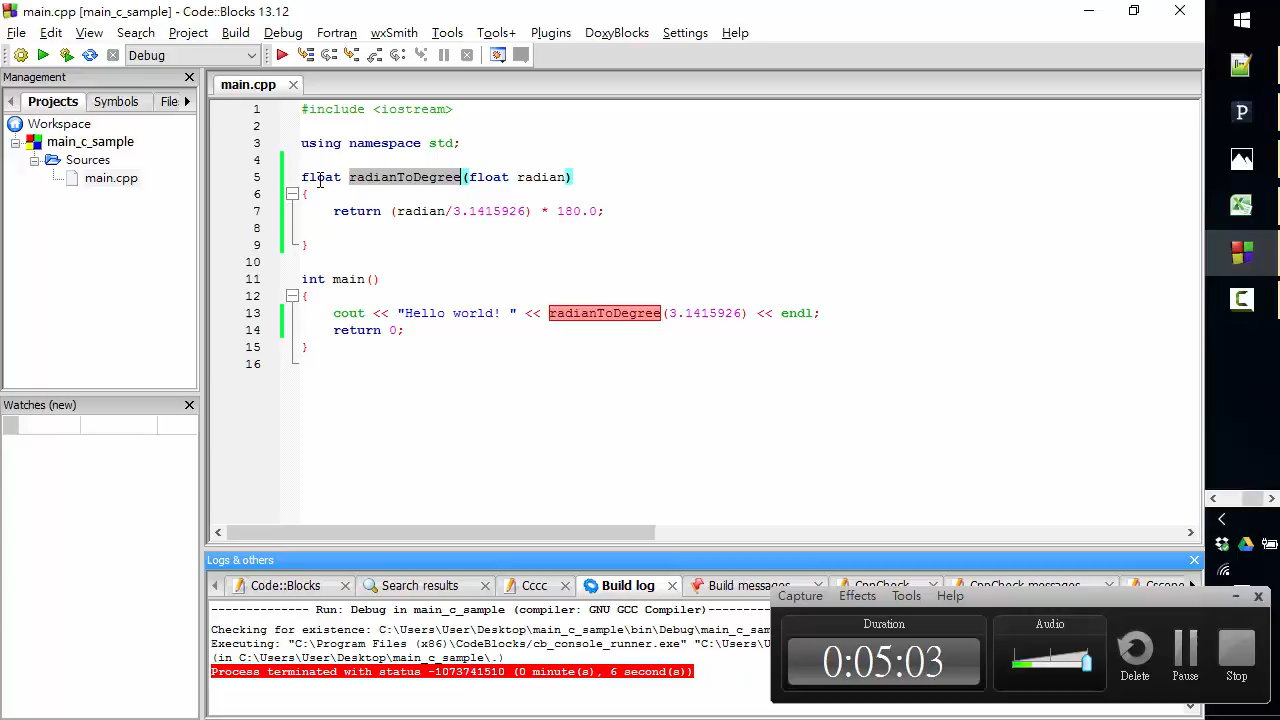 main.cpp [main_c_sample] - Code::Blocks 13.12
File Edit View Search Project Build Debug Fortran wxSmith Tools Tools+ Plugins DoxyBlocks Settings Help
Debug
Management
Projects Symbols File
Workspace
main_c_sample
Sources
main.cpp
Watches (new)
main.cpp
1 #include <iostream>
2
3 using namespace std;
4
5 float radianToDegree(float radian)
6 {
7 return (radian/3.1415926) * 180.0;
8
9 }
10
11 int main()
12 {
13 cout << "Hello world! " << radianToDegree(3.1415926) << endl;
14 return 0;
15 }
16
Logs & others
Code::Blocks Search results Cccc Build log Build messages CppCheck CppCheck messages Cscope
-------------- Run: Debug in main_c_sample (compiler: GNU GCC Compiler)---------------
Checking for existence: C:\Users\User\Desktop\main_c_sample\bin\Debug\main_c_sam
Executing: "C:\Program Files (x86)\CodeBlocks/cb_console_runner.exe" "C:\Users\U
(in C:\Users\User\Desktop\main_c_sample\.)
Process terminated with status -1073741510 (0 minute(s), 6 second(s))
Capture Effects Tools Help
Duration
0:05:03
Audio
Delete Pause Stop